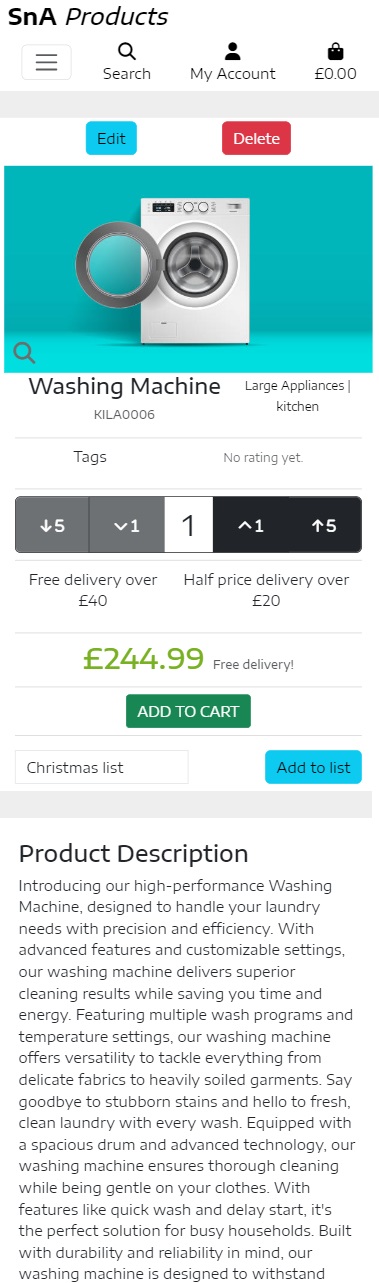 SnA Products
Search
My Account
£0.00
Edit
Delete
Washing Machine
Large Appliances |
kitchen
KILA0006
Tags
No rating yet.
5
1
1
1
5
Free delivery over
£40
Half price delivery over
£20
£244.99 Free delivery!
ADD TO CART
Christmas list
Add to list
Product Description
Introducing our high-performance Washing
Machine, designed to handle your laundry
needs with precision and efficiency. With
advanced features and customizable settings,
our washing machine delivers superior
cleaning results while saving you time and
energy. Featuring multiple wash programs and
temperature settings, our washing machine
offers versatility to tackle everything from
delicate fabrics to heavily soiled garments. Say
goodbye to stubborn stains and hello to fresh,
clean laundry with every wash. Equipped with
a spacious drum and advanced technology, our
washing machine ensures thorough cleaning
while being gentle on your clothes. With
features like quick wash and delay start, it's
the perfect solution for busy households. Built
with durability and reliability in mind, our
washing machine is designed to withstand